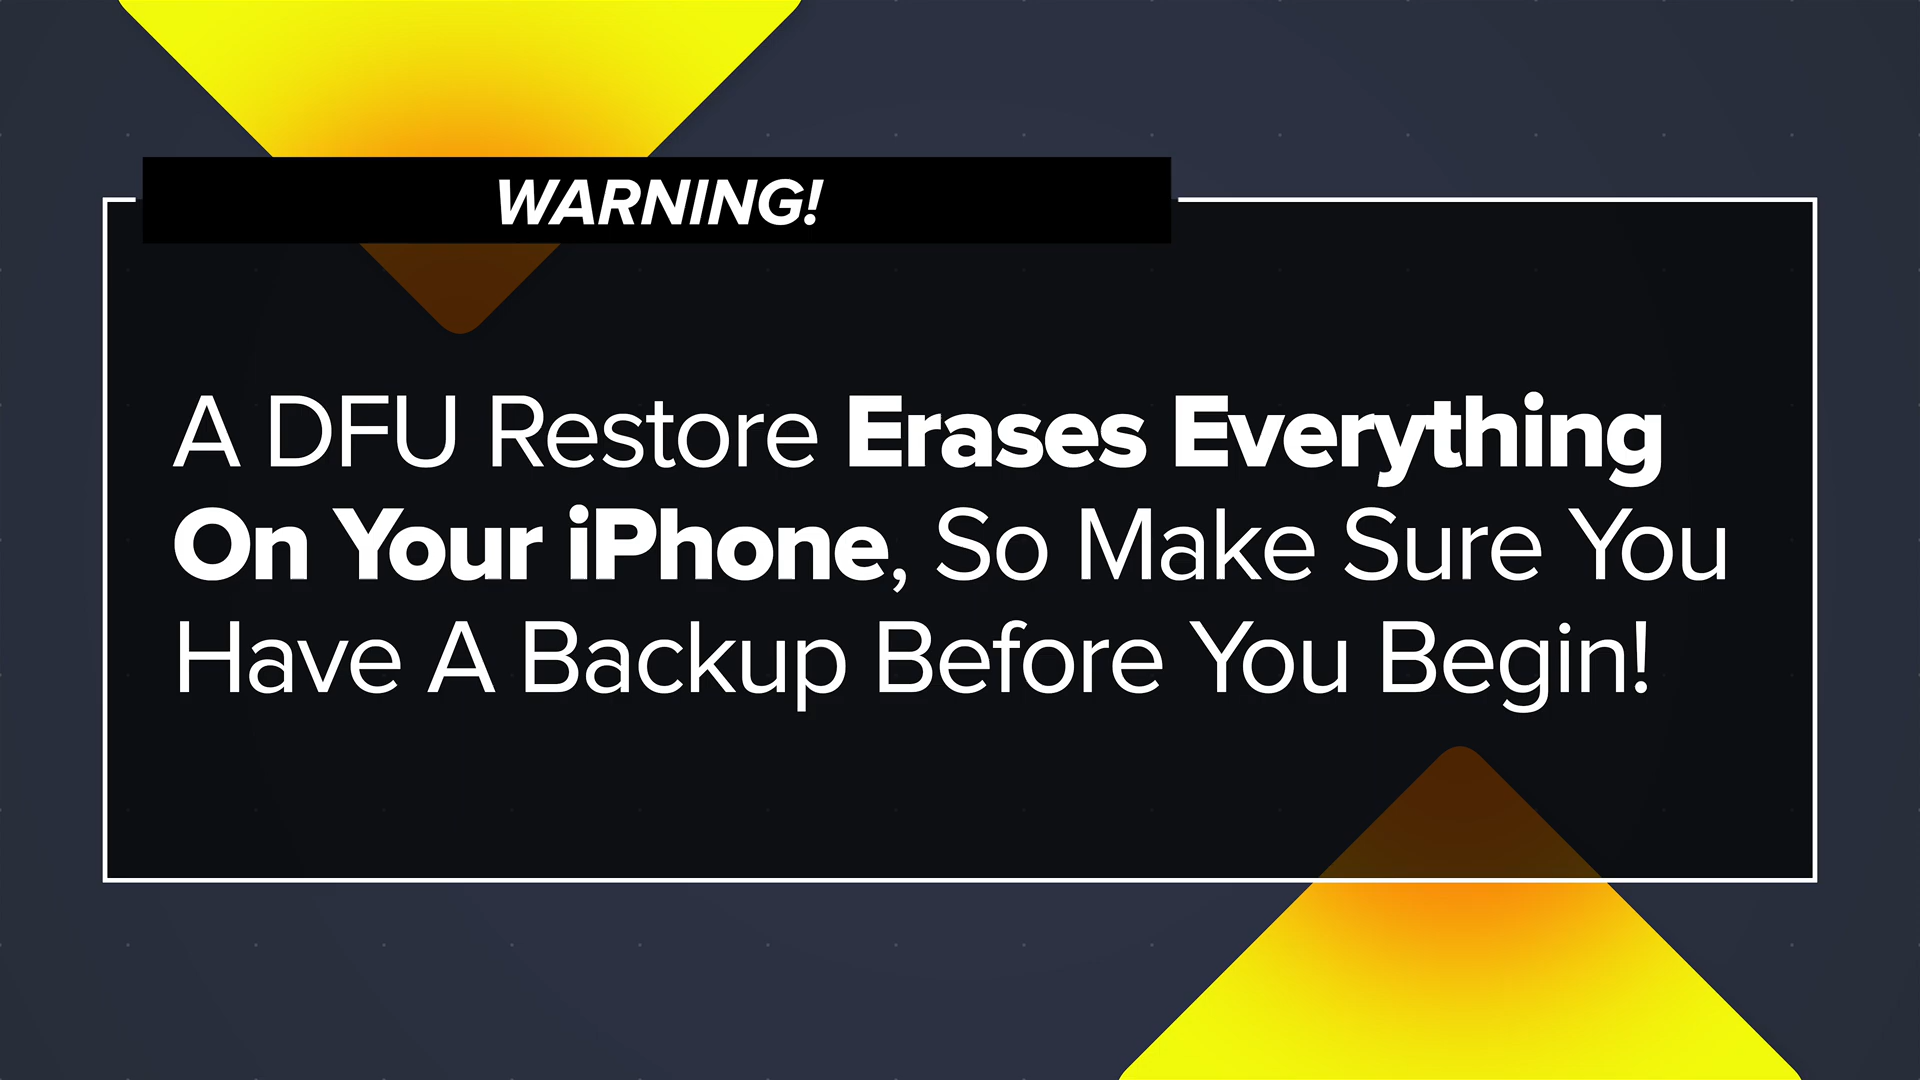 WARNING!
A DFU Restore Erases Everything
On Your iPhone, So Make Sure You
Have A Backup Before You Begin!